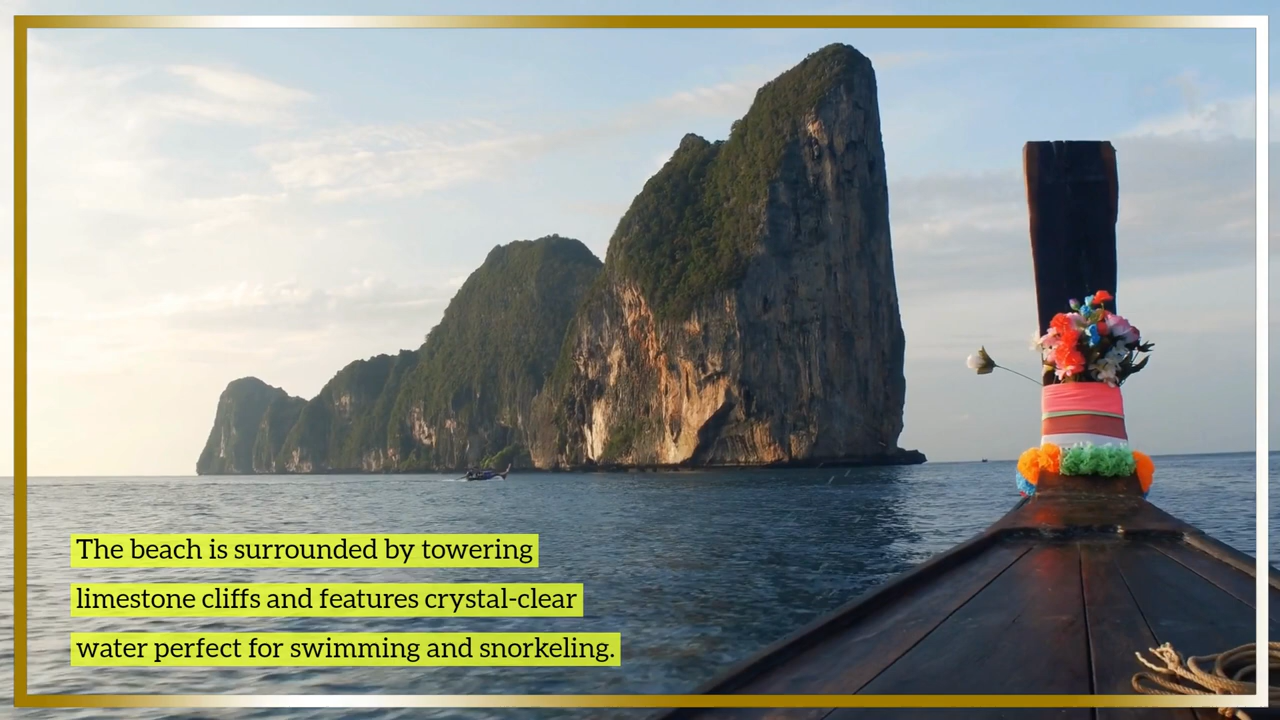 The beach is surrounded by towering
limestone cliffs and features crystal-clear
water perfect for swimming and snorkeling.